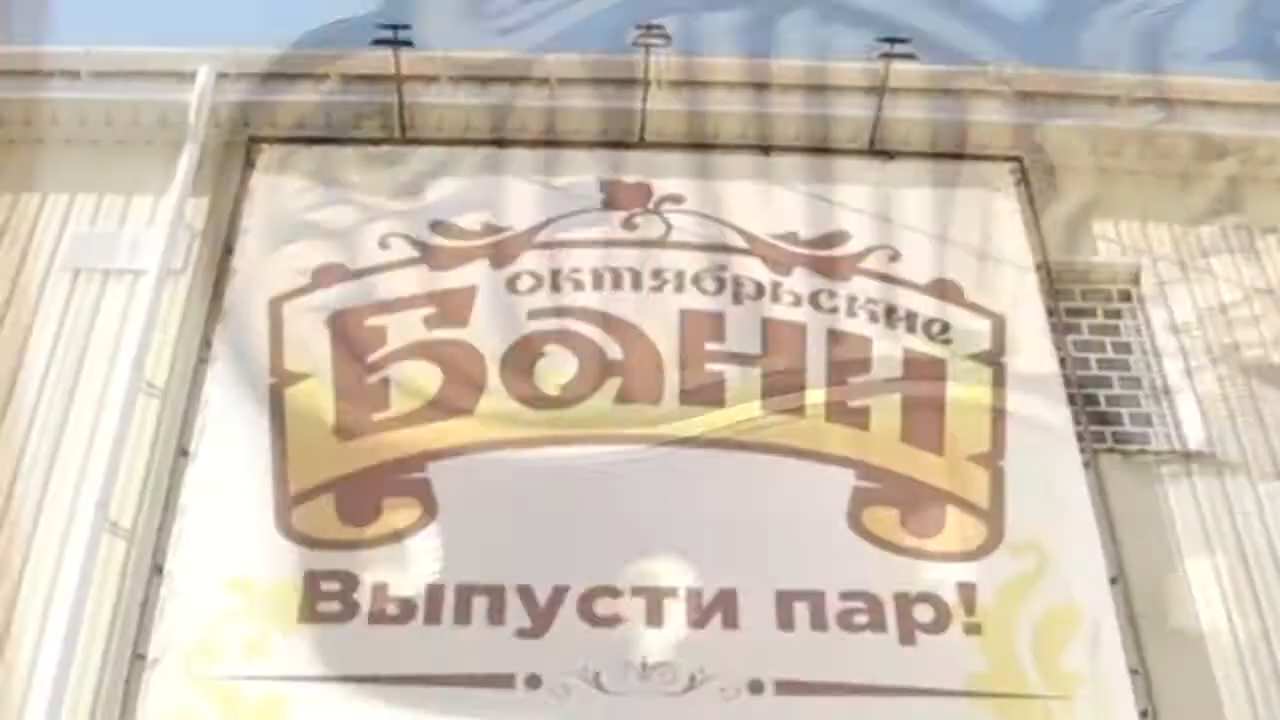 октябрьские
Бани
Выпусти пар!